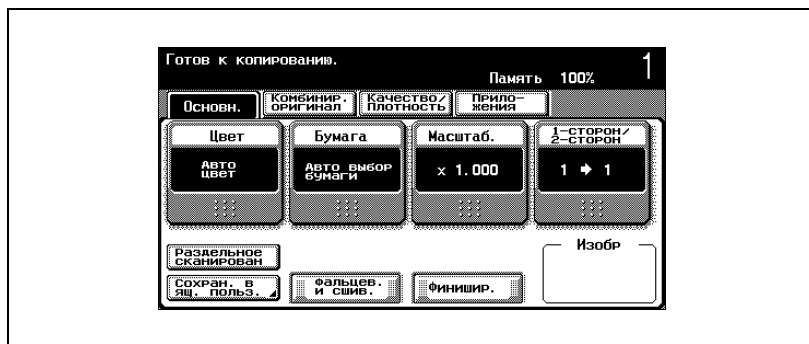 Готов к копированию.
1
Память 100%
Основн.
Комбинир.
оригинал
Качество/
Плотность
Прило-
жения
Цвет
Бумага
Масштаб.
1-сторон/
2-сторон
Авто
цвет
Авто выбор
бумаги
x 1.000
1 → 1
Раздельное
сканирован
Изобр
Сохран. в
ящ. польз.
Фальцев.
и сшив.
Финишир.